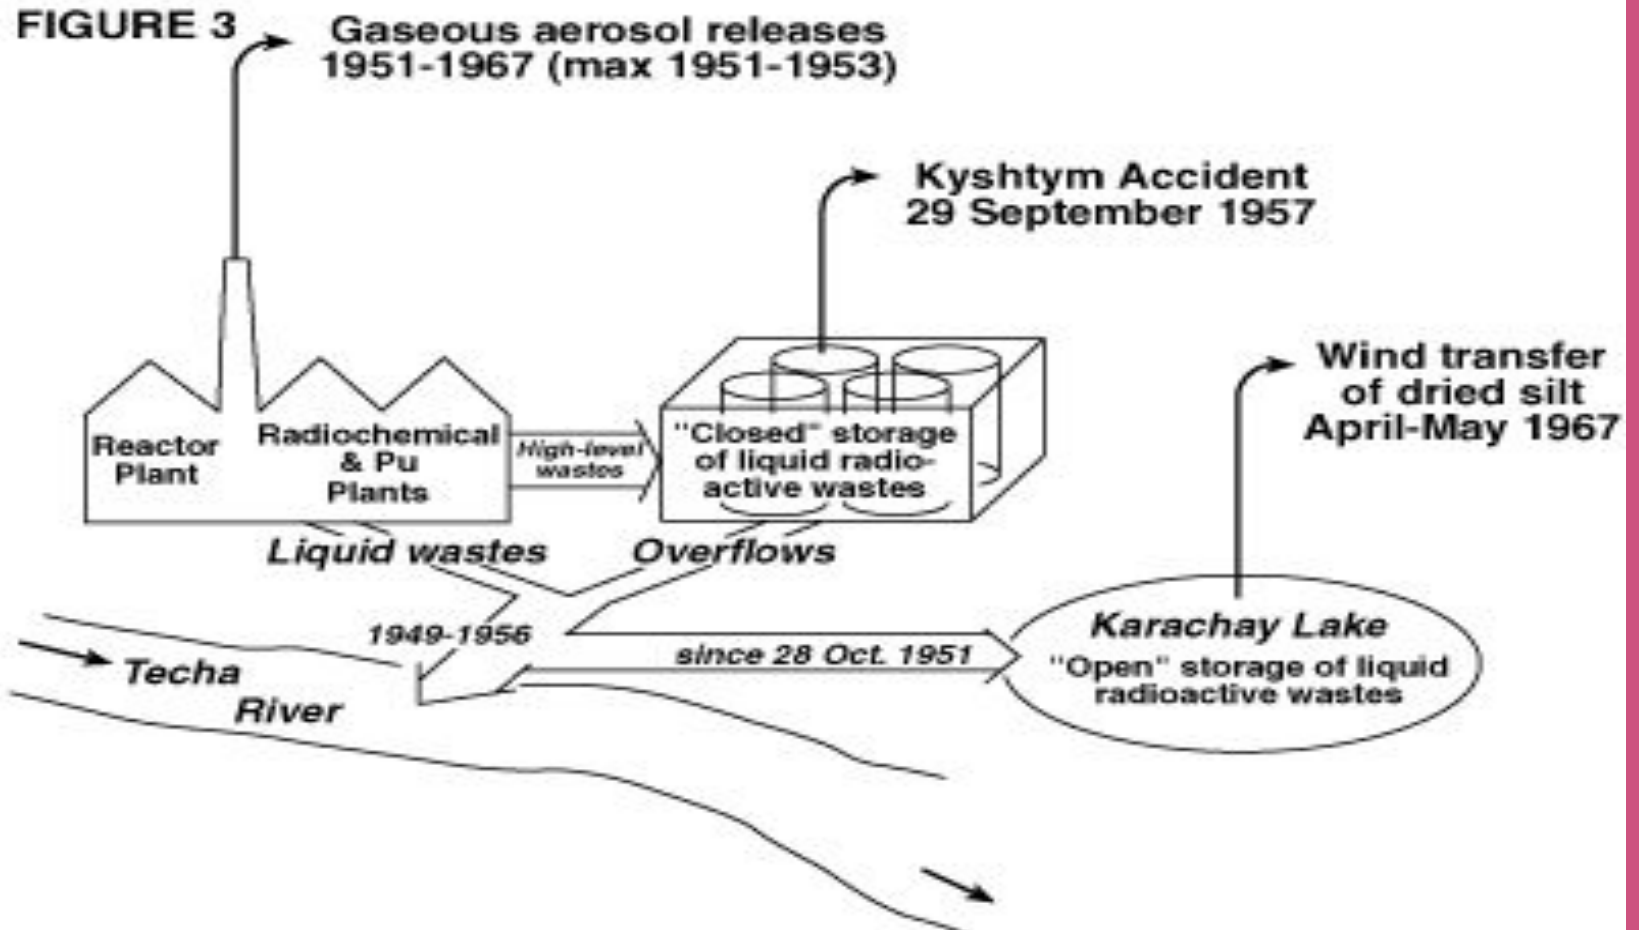 FIGURE 3
Gaseous aerosol releases
1951-1967 (max 1951-1953)
Kyshtym Accident
29 September 1957
Wind transfer
of dried silt
April-May 1967
Reactor
Plant
Radiochemical
& Pu
Plants
High-level
wastes
"Closed" storage
of liquid radio-
active wastes
Liquid wastes
Overflows
1949-1956
since 28 Oct. 1951
Karachay Lake
"Open" storage of liquid
radioactive wastes
Techa
River